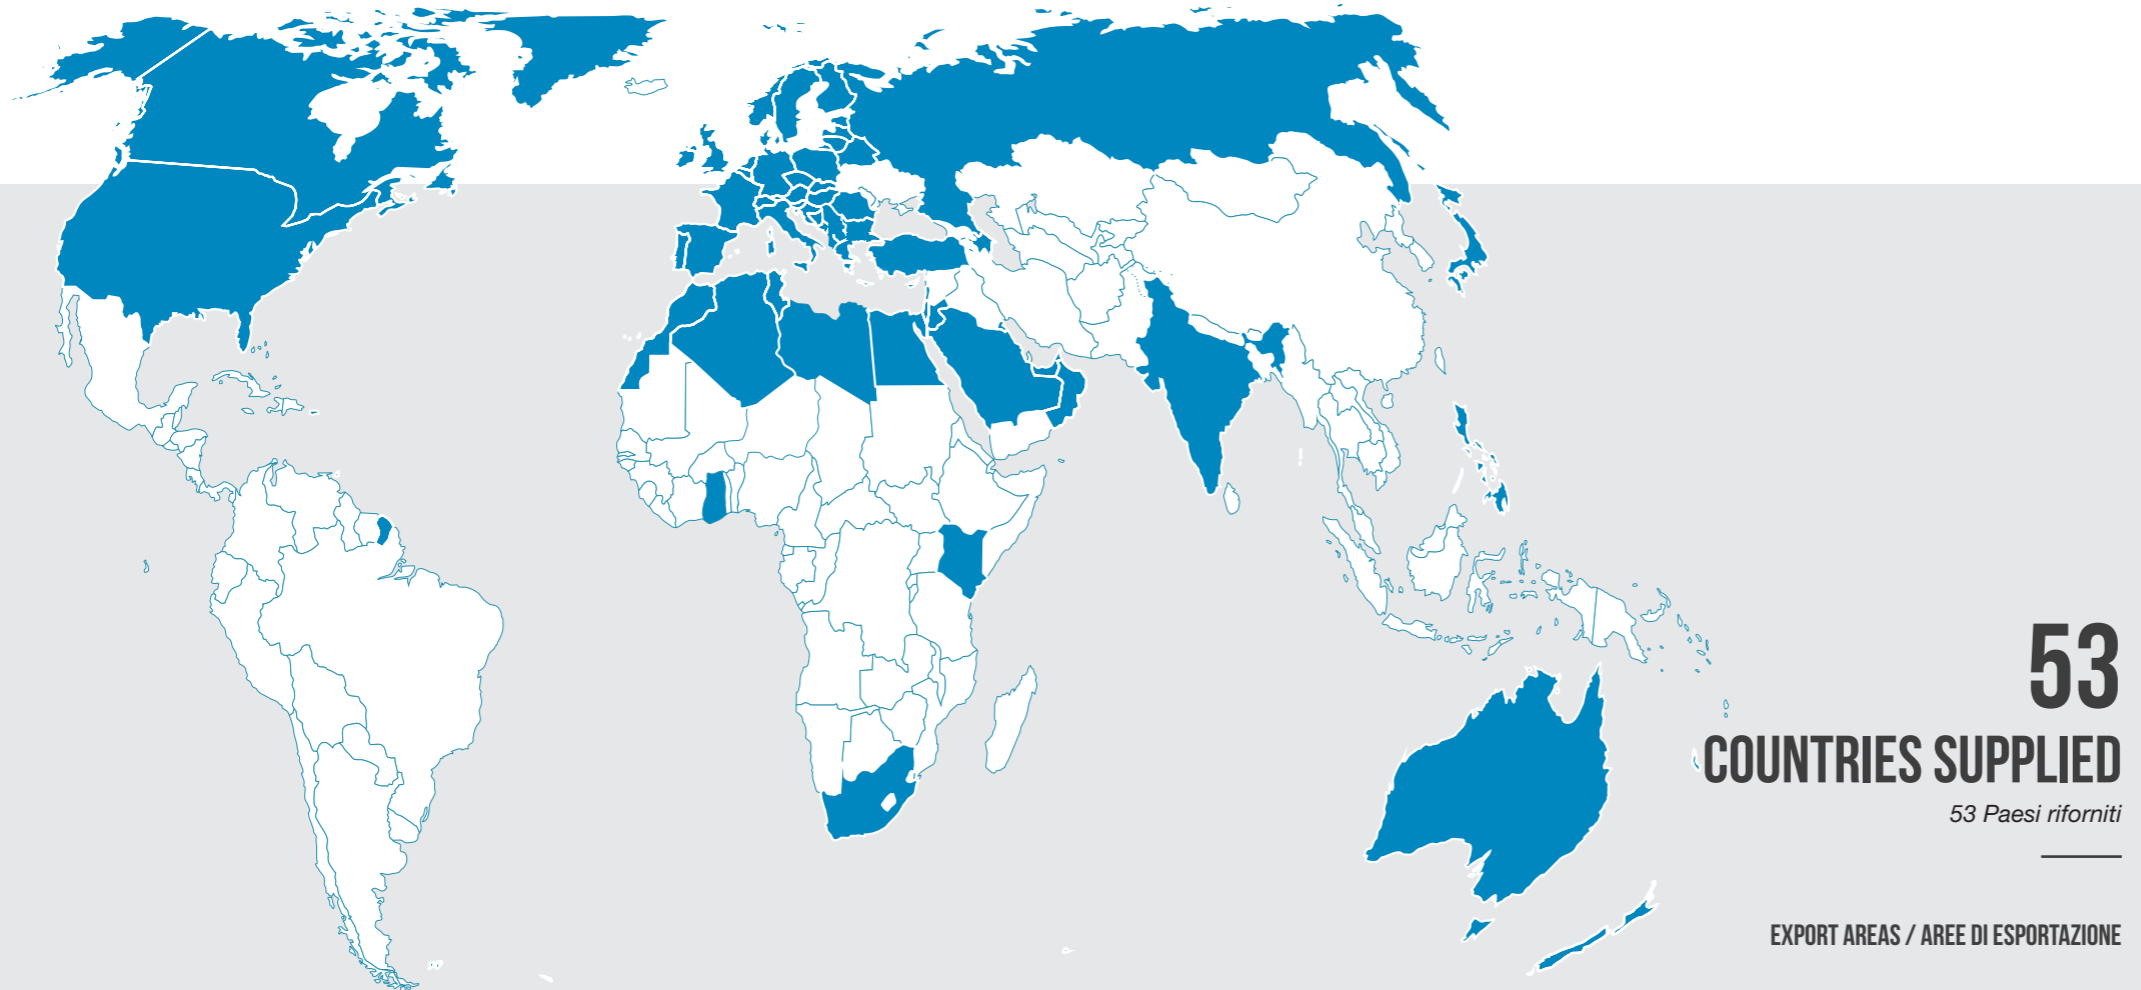 53
COUNTRIES SUPPLIED
53 Paesi riforniti
EXPORT AREAS / AREE DI ESPORTAZIONE